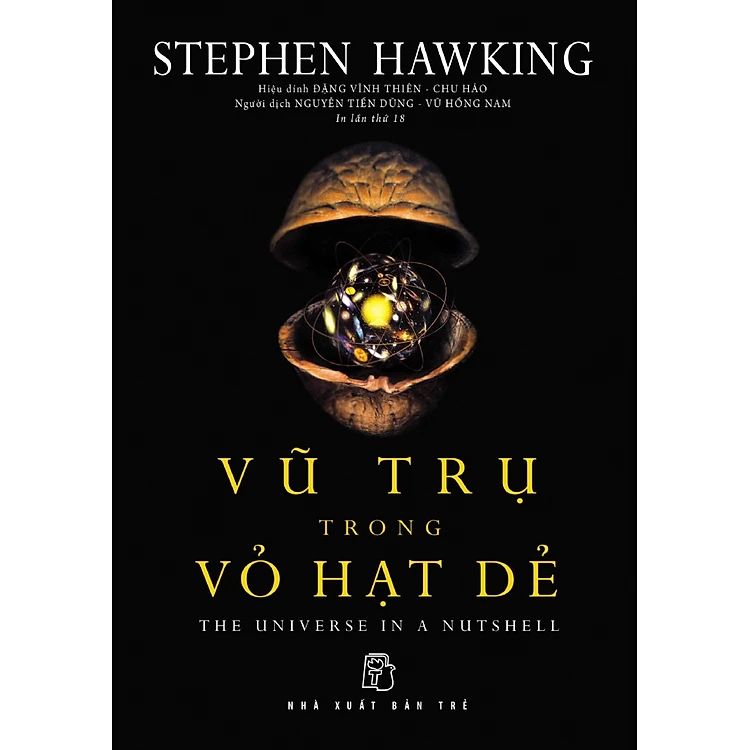 STEPHEN HAWKING
Hiệu đính ĐẶNG VĨNH THIÊN - CHU HẢO
Người dịch NGUYỄN TIẾN DŨNG - VŨ HỒNG NAM
In lần thứ 18
VŨ TRỤ
TRONG
VỎ HẠT DẺ
THE UNIVERSE IN A NUTSHELL
T
NHÀ XUẤT BẢN TRẺ